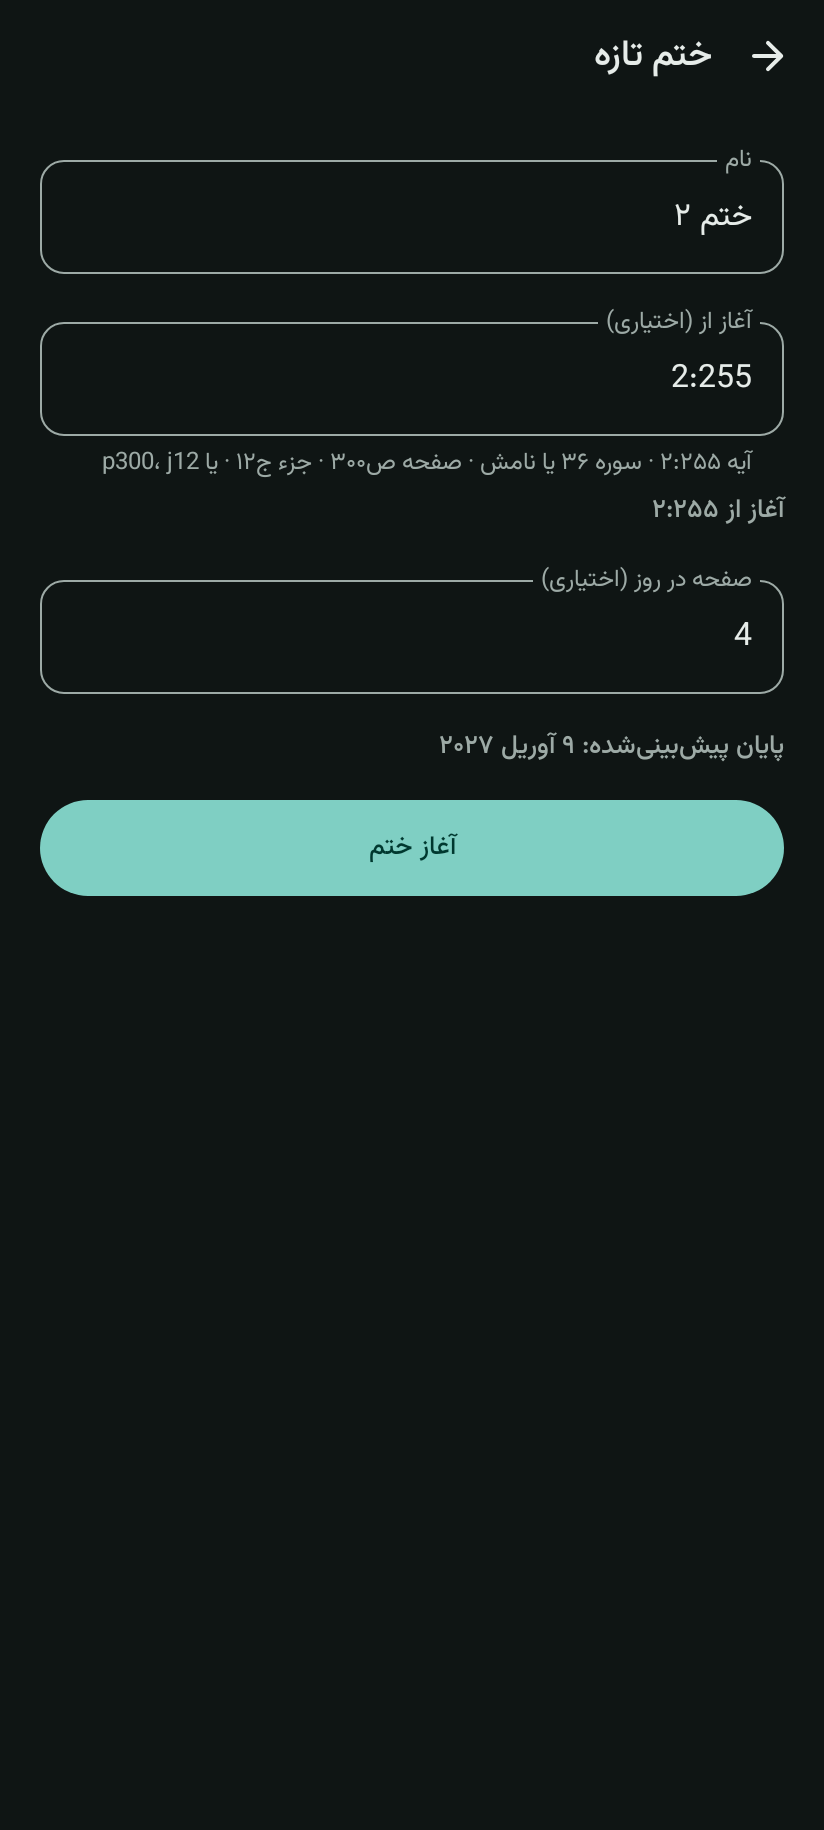 ختم تازه
نام
ختم ۲
آغاز از (اختیاری)
2:255
آیه ۲:۲۵۵ · سوره ۳۶ یا نامش · صفحه ص۳۰۰ · جزء ج۱۲ · یا p300، j12
آغاز از ۲:۲۵۵
صفحه در روز (اختیاری)
4
پایان پیش‌بینی‌شده: ۹ آوریل ۲۰۲۷
آغاز ختم